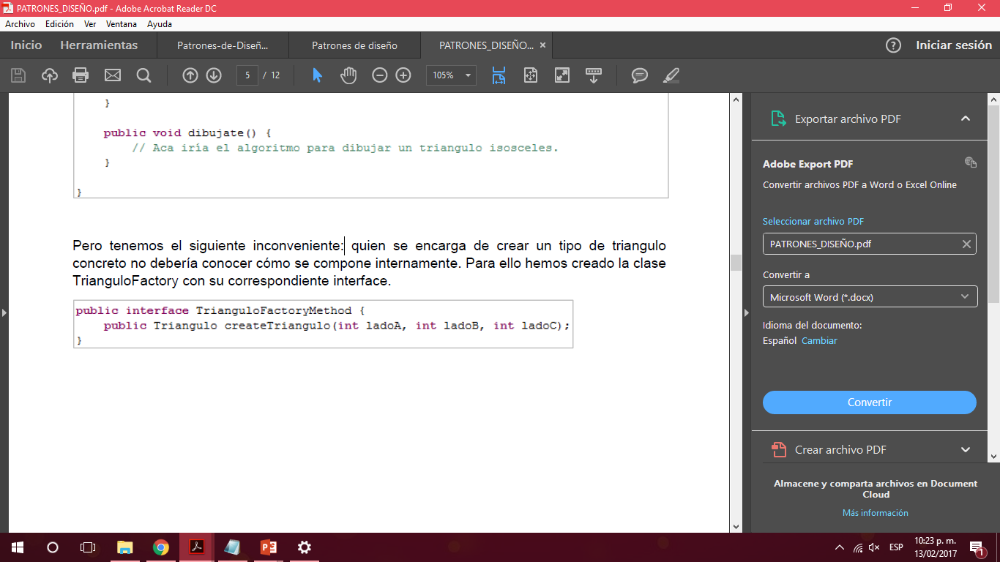 PATRONES_DISEÑO.pdf - Adobe Acrobat Reader DC
Archivo Edición Ver Ventana Ayuda
Inicio Herramientas Patrones-de-Diseñ... Patrones de diseño PATRONES_DISEÑO... ×
Iniciar sesión
5 / 12 105%
}
public void dibujate() {
// Aca iría el algoritmo para dibujar un triangulo isosceles.
}
}
Pero tenemos el siguiente inconveniente: quien se encarga de crear un tipo de triangulo
concreto no debería conocer cómo se compone internamente. Para ello hemos creado la clase
TrianguloFactory con su correspondiente interface.
public interface TrianguloFactoryMethod {
public Triangulo createTriangulo(int ladoA, int ladoB, int ladoC);
}
Exportar archivo PDF
Adobe Export PDF
Convertir archivos PDF a Word o Excel Online
Seleccionar archivo PDF
PATRONES_DISEÑO.pdf
Convertir a
Microsoft Word (*.docx)
Idioma del documento:
Español Cambiar
Convertir
Crear archivo PDF
Almacene y comparta archivos en Document
Cloud
Más información
ESP
10:23 p. m.
13/02/2017
1